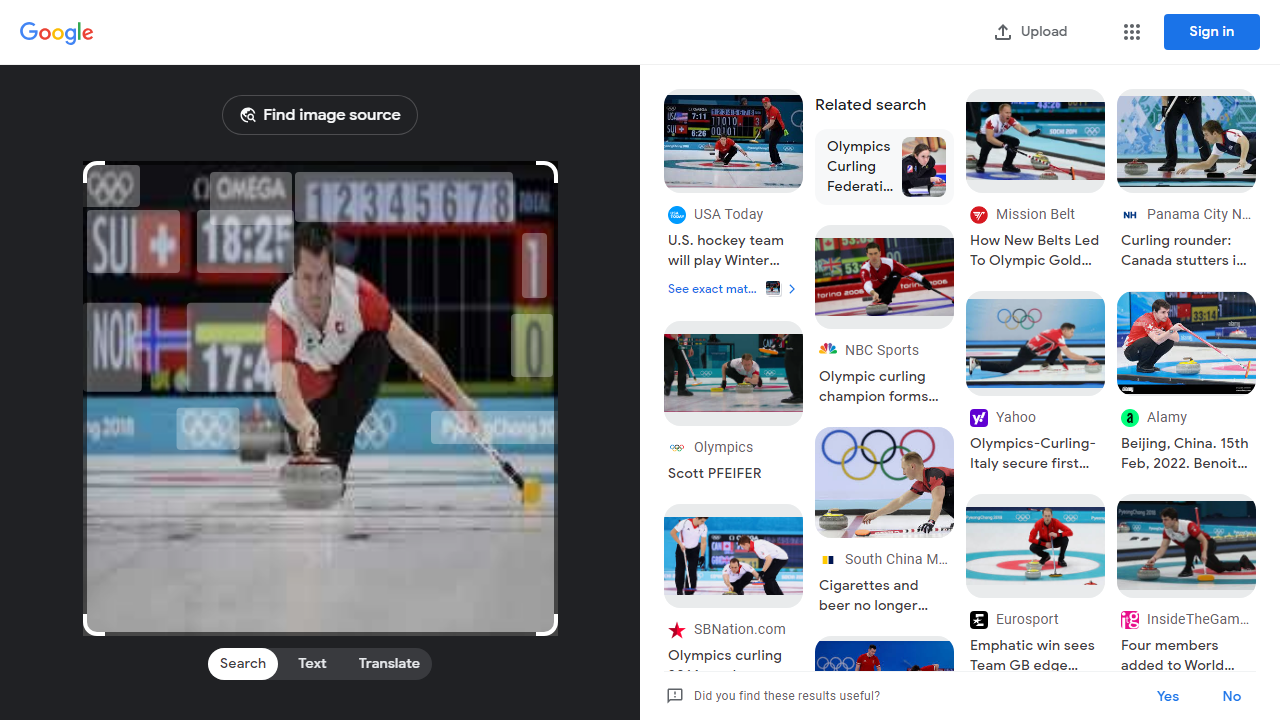 Google
Upload
Sign in
Find image source
Ω OMEGA
1 2 3 4 5 6 7 8 TOTAL
SUI
18:25
1
NOR
17:4
0
ng 2018
PyeongChang 20
Search
Text
Translate
USA Today
U.S. hockey team
will play Winter...
See exact mat...
Olympics
Scott PFEIFER
SBNation.com
Olympics curling
Related search
Olympics
Curling
Federati...
NBC Sports
Olympic curling
champion forms...
South China M...
Cigarettes and
beer no longer...
Mission Belt
How New Belts Led
To Olympic Gold...
Yahoo
Olympics-Curling-
Italy secure first...
Eurosport
Emphatic win sees
Team GB edge...
Panama City N...
Curling rounder:
Canada stutters i...
Alamy
Beijing, China. 15th
Feb, 2022. Benoit...
InsideTheGam...
Four members
added to World...
Did you find these results useful?
Yes
No